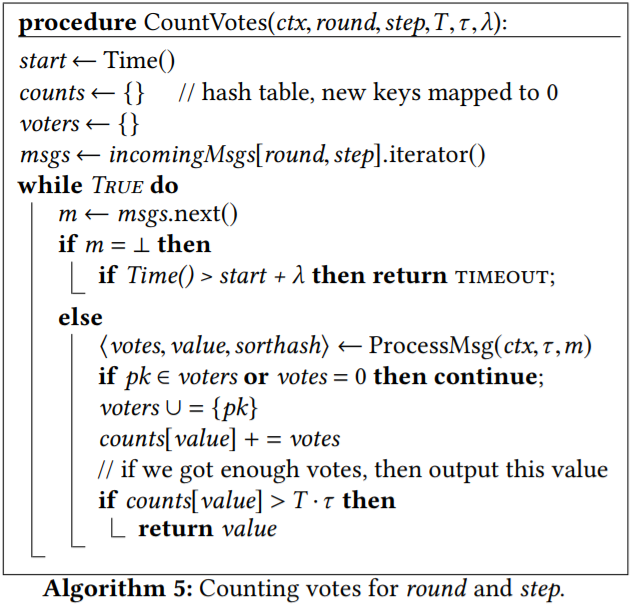 procedure CountVotes(ctx, round, step, T, τ, λ):
start ← Time()
counts ← {} // hash table, new keys mapped to 0
voters ← {}
msgs ← incomingMsgs[round, step].iterator()
while TRUE do
m ← msgs.next()
if m = ⊥ then
if Time() > start + λ then return TIMEOUT;
else
⟨votes, value, sorthash⟩ ← ProcessMsg(ctx, τ, m)
if pk ∈ voters or votes = 0 then continue;
voters ∪ = {pk}
counts[value] + = votes
// if we got enough votes, then output this value
if counts[value] > T · τ then
return value
Algorithm 5: Counting votes for round and step.